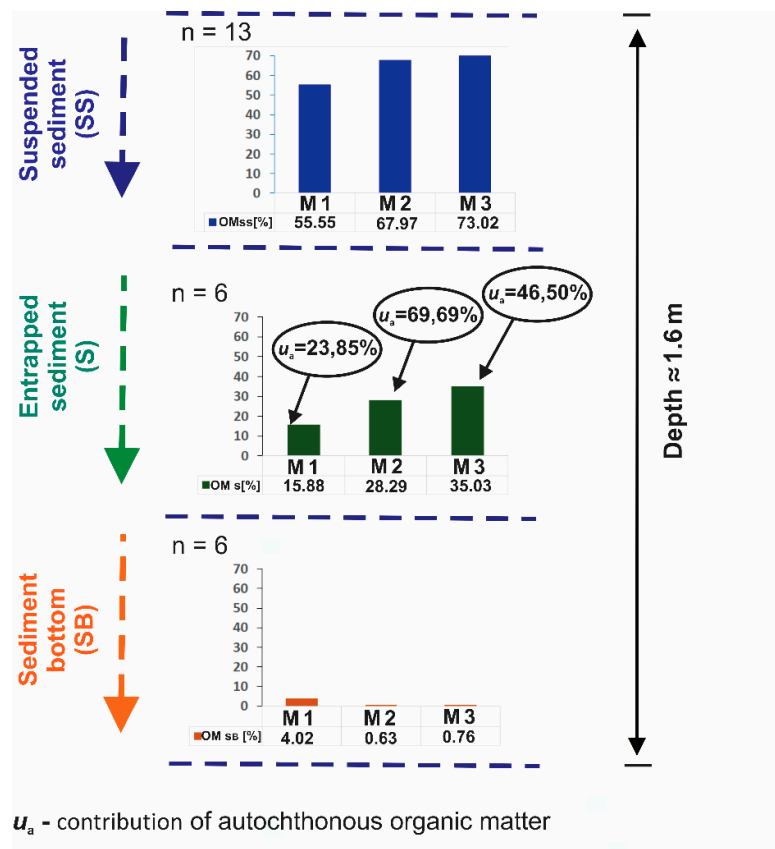 n = 13
Suspended
sediment
(SS)
70
60
50
40
30
20
10
0
M 1 M 2 M 3
OMss[%] 55.55 67.97 73.02
n = 6
Entrapped
sediment
(S)
ua=23,85%
ua=69,69%
ua=46,50%
70
60
50
40
30
20
10
0
M 1 M 2 M 3
OM s[%] 15.88 28.29 35.03
Depth ≈1.6 m
n = 6
Sediment
bottom
(SB)
70
60
50
40
30
20
10
0
M 1 M 2 M 3
OM SB [%] 4.02 0.63 0.76
ua - contribution of autochthonous organic matter